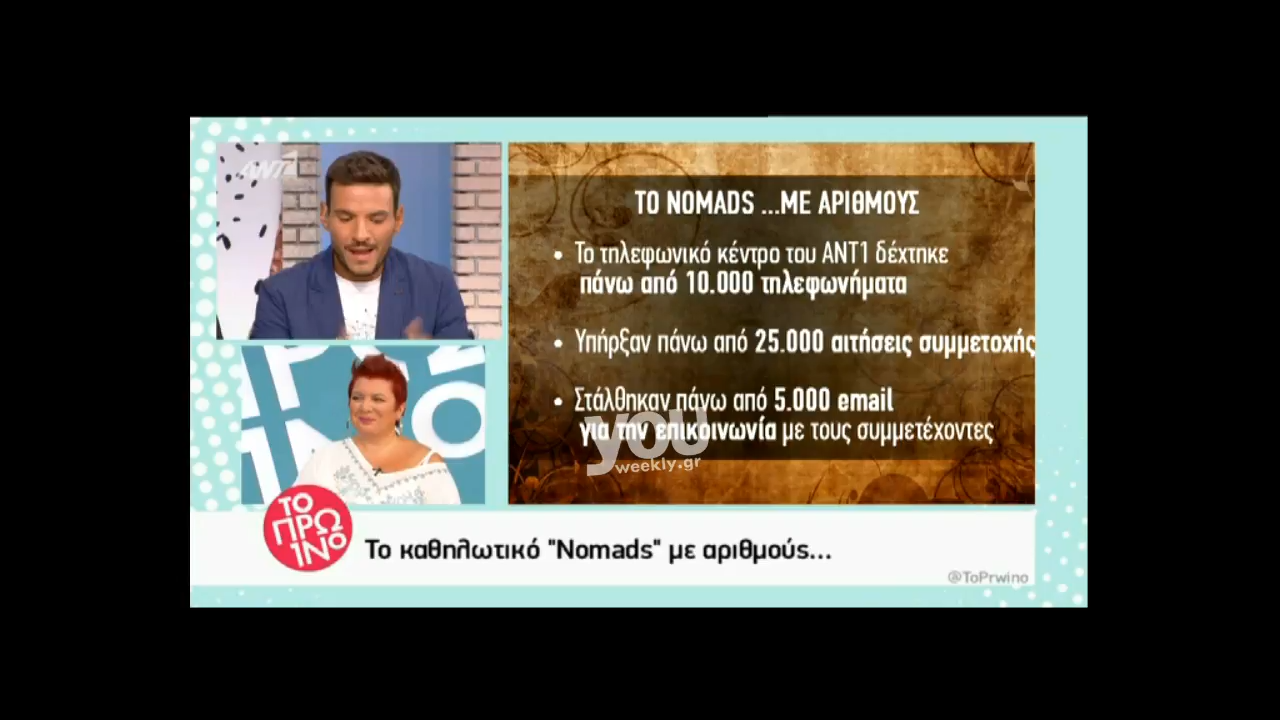 ANT1
ΤΟ NOMADS ...ΜΕ ΑΡΙΘΜΟΥΣ
• Το τηλεφωνικό κέντρο του ΑΝΤ1 δέχτηκε
πάνω από 10.000 τηλεφωνήματα
• Υπήρξαν πάνω από 25.000 αιτήσεις συμμετοχής
• Στάλθηκαν πάνω από 5.000 email
για την επικοινωνία με τους συμμετέχοντες
you
weekly.gr
ΤΟ
ΠΡΩ
ΙΝΟ
Το καθηλωτικό "Nomads" με αριθμούς...
@ToPrwino